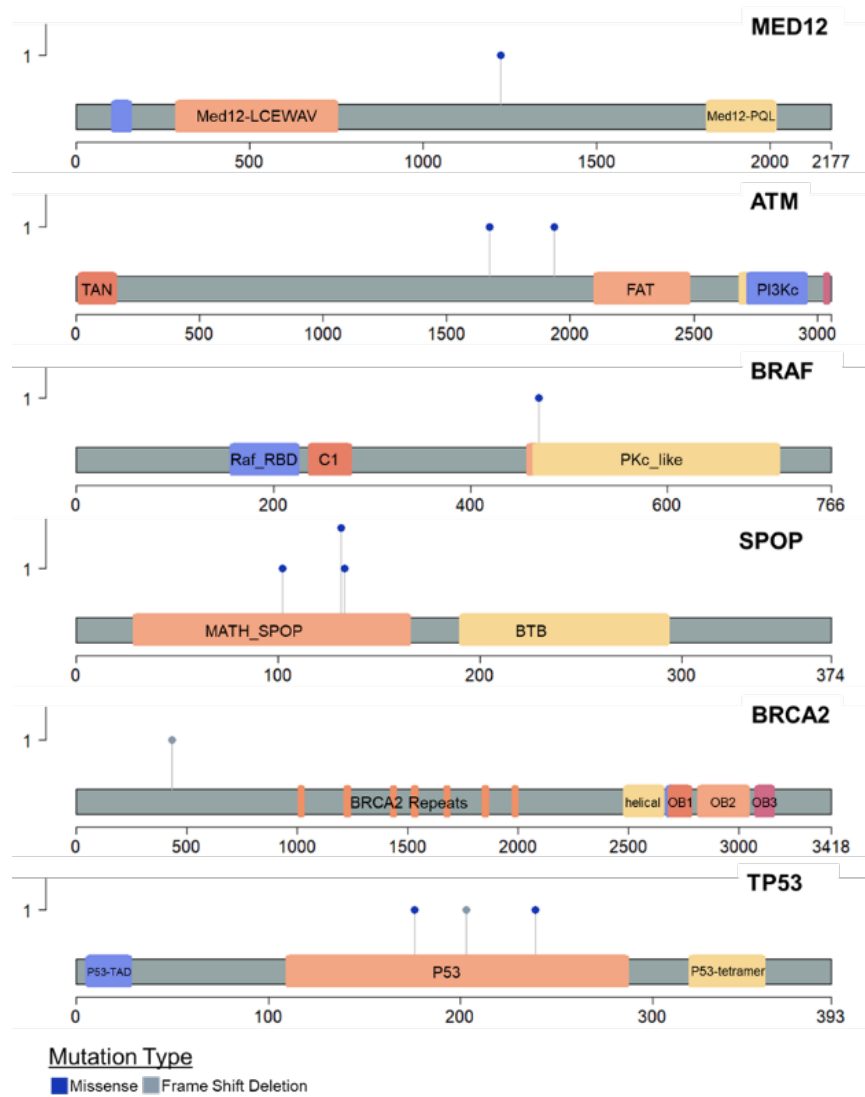 MED12
1
Med12-LCEWAV Med12-PQL
0 500 1000 1500 2000 2177
ATM
1
TAN FAT PI3Kc
0 500 1000 1500 2000 2500 3000
BRAF
1
Raf_RBD C1 PKc_like
0 200 400 600 766
SPOP
1
MATH_SPOP BTB
0 100 200 300 374
BRCA2
1
BRCA2 Repeats helical OB1 OB2 OB3
0 500 1000 1500 2000 2500 3000 3418
TP53
1
P53-TAD P53 P53-tetramer
0 100 200 300 393
Mutation Type
Missense Frame Shift Deletion